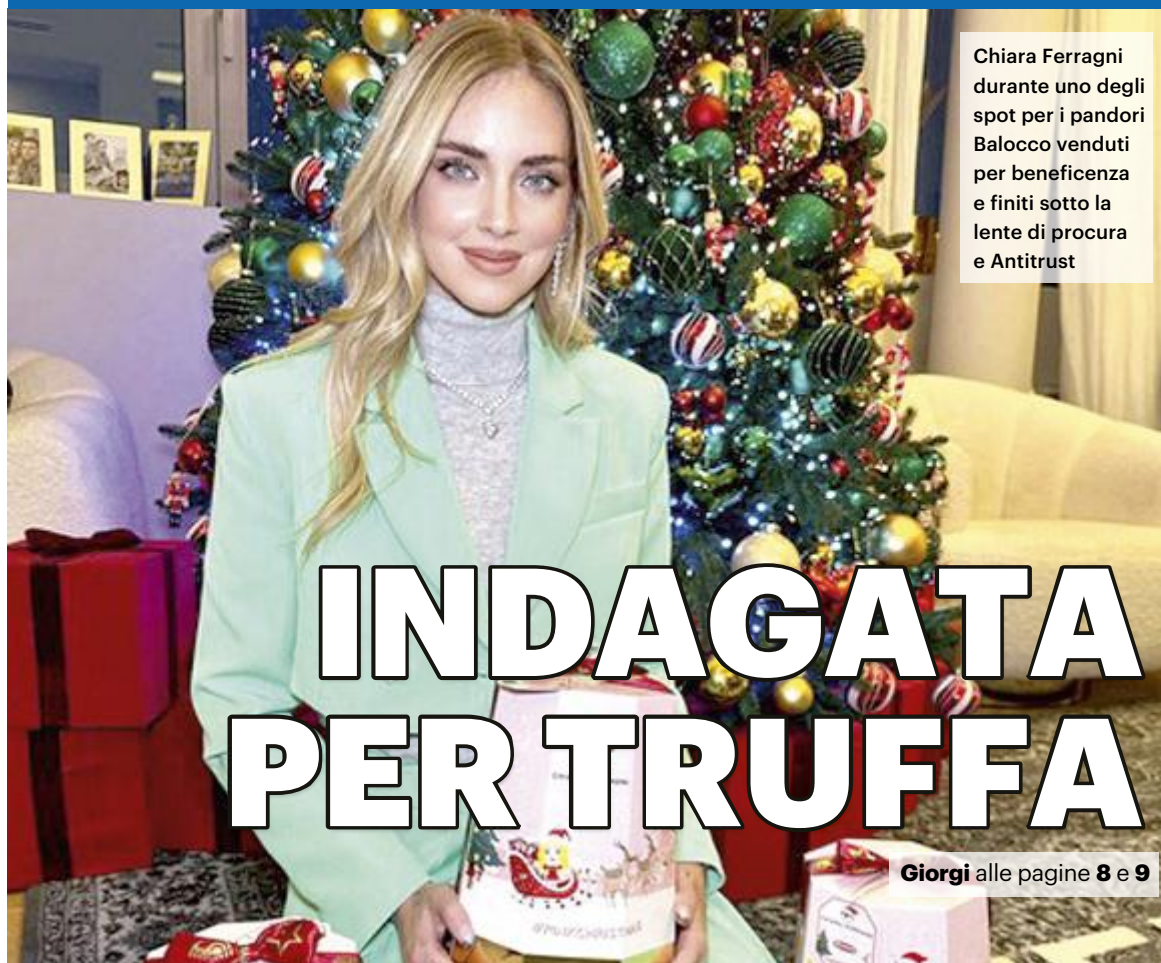 Chiara Ferragni
durante uno degli
spot per i pandori
Balocco venduti
per beneficenza
e finiti sotto la
lente di procura
e Antitrust
INDAGATA
PER TRUFFA
Giorgi alle pagine 8 e 9